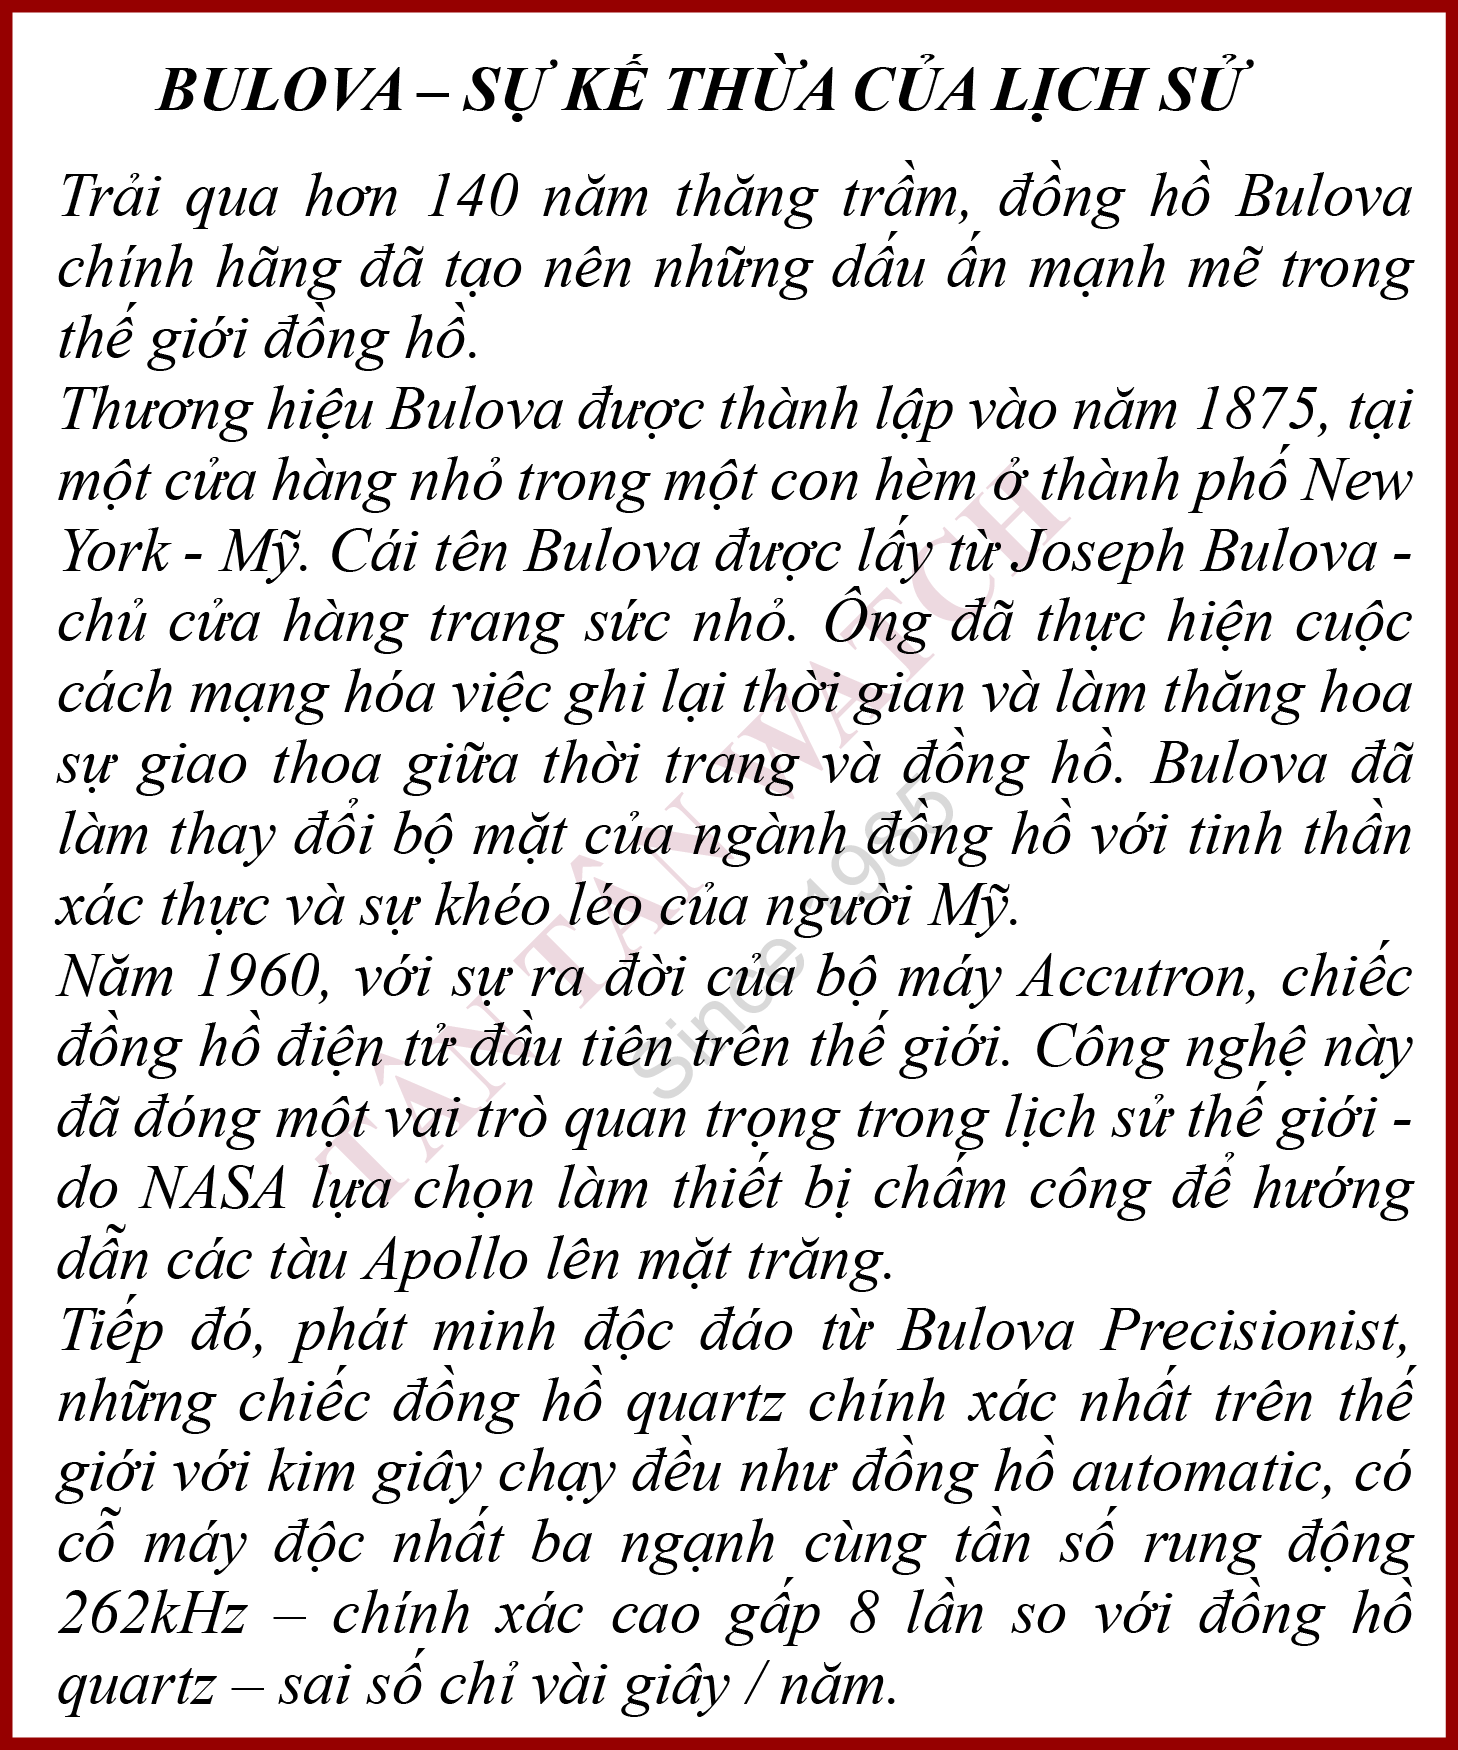 BULOVA – SỰ KẾ THỪA CỦA LỊCH SỬ
Trải qua hơn 140 năm thăng trầm, đồng hồ Bulova
chính hãng đã tạo nên những dấu ấn mạnh mẽ trong
thế giới đồng hồ.
Thương hiệu Bulova được thành lập vào năm 1875, tại
một cửa hàng nhỏ trong một con hèm ở thành phố New
York - Mỹ. Cái tên Bulova được lấy từ Joseph Bulova -
chủ cửa hàng trang sức nhỏ. Ông đã thực hiện cuộc
cách mạng hóa việc ghi lại thời gian và làm thăng hoa
sự giao thoa giữa thời trang và đồng hồ. Bulova đã
làm thay đổi bộ mặt của ngành đồng hồ với tinh thần
xác thực và sự khéo léo của người Mỹ.
Năm 1960, với sự ra đời của bộ máy Accutron, chiếc
đồng hồ điện tử đầu tiên trên thế giới. Công nghệ này
đã đóng một vai trò quan trọng trong lịch sử thế giới -
do NASA lựa chọn làm thiết bị chấm công để hướng
dẫn các tàu Apollo lên mặt trăng.
Tiếp đó, phát minh độc đáo từ Bulova Precisionist,
những chiếc đồng hồ quartz chính xác nhất trên thế
giới với kim giây chạy đều như đồng hồ automatic, có
cỗ máy độc nhất ba ngạnh cùng tần số rung động
262kHz – chính xác cao gấp 8 lần so với đồng hồ
quartz – sai số chỉ vài giây / năm.
TÂN TÂN WATCH
Since 1985